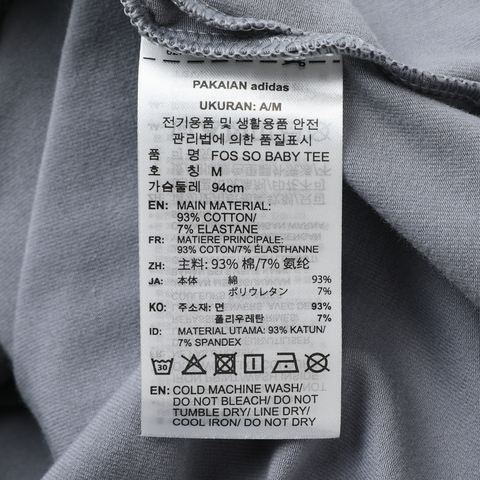 PAKAIAN adidas
UKURAN: A/M
전기용품 및 생활용품 안전
관리법에 의한 품질표시
품 명 FOS SO BABY TEE
호 칭 M
가슴둘레 94cm
EN: MAIN MATERIAL:
93% COTTON/
7% ELASTANE
FR: MATIERE PRINCIPALE:
93% COTON/7% ÉLASTHANNE
ZH: 主料: 93% 棉/7% 氨纶
JA: 本体 綿 93%
ポリウレタン 7%
KO: 주소재: 면 93%
폴리우레탄 7%
ID: MATERIAL UTAMA: 93% KATUN/
7% SPANDEX
30
EN: COLD MACHINE WASH/
DO NOT BLEACH/ DO NOT
TUMBLE DRY/ LINE DRY/
COOL IRON/ DO NOT DRY